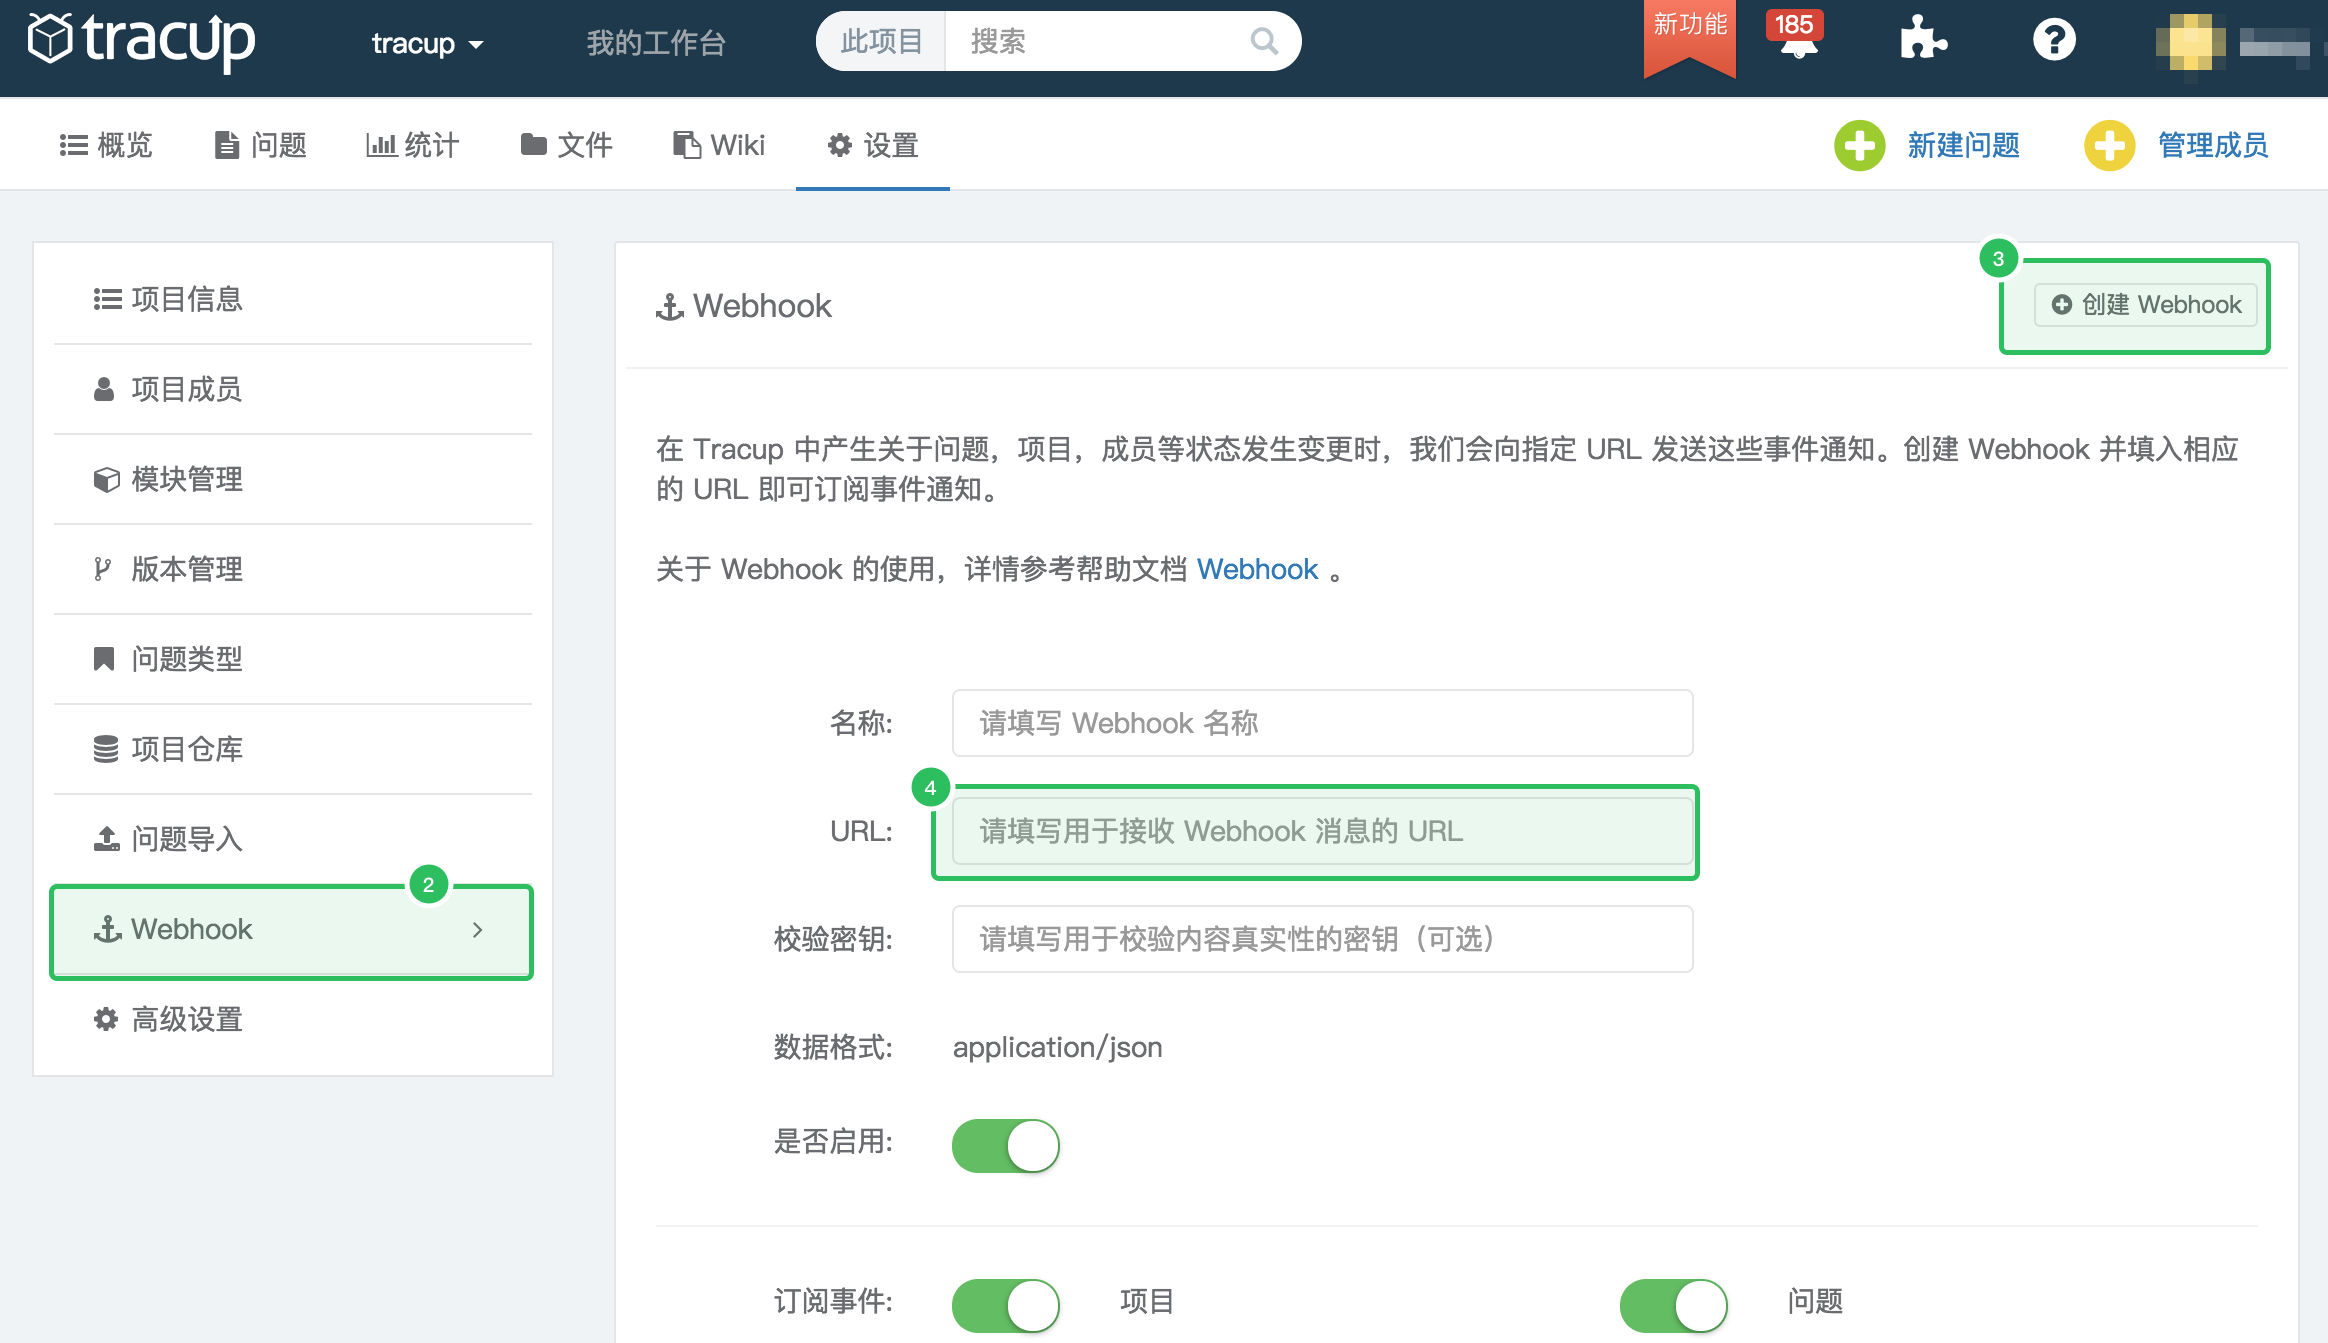 tracup
tracup
我的工作台
此项目
搜索
新功能
185
概览
问题
统计
文件
Wiki
设置
新建问题
管理成员
项目信息
项目成员
模块管理
版本管理
问题类型
项目仓库
问题导入
2
Webhook
高级设置
Webhook
3
创建 Webhook
在 Tracup 中产生关于问题，项目，成员等状态发生变更时，我们会向指定 URL 发送这些事件通知。创建 Webhook 并填入相应
的 URL 即可订阅事件通知。
关于 Webhook 的使用，详情参考帮助文档 Webhook 。
名称:
请填写 Webhook 名称
4
URL:
请填写用于接收 Webhook 消息的 URL
校验密钥:
请填写用于校验内容真实性的密钥（可选）
数据格式:
application/json
是否启用:
订阅事件:
项目
问题